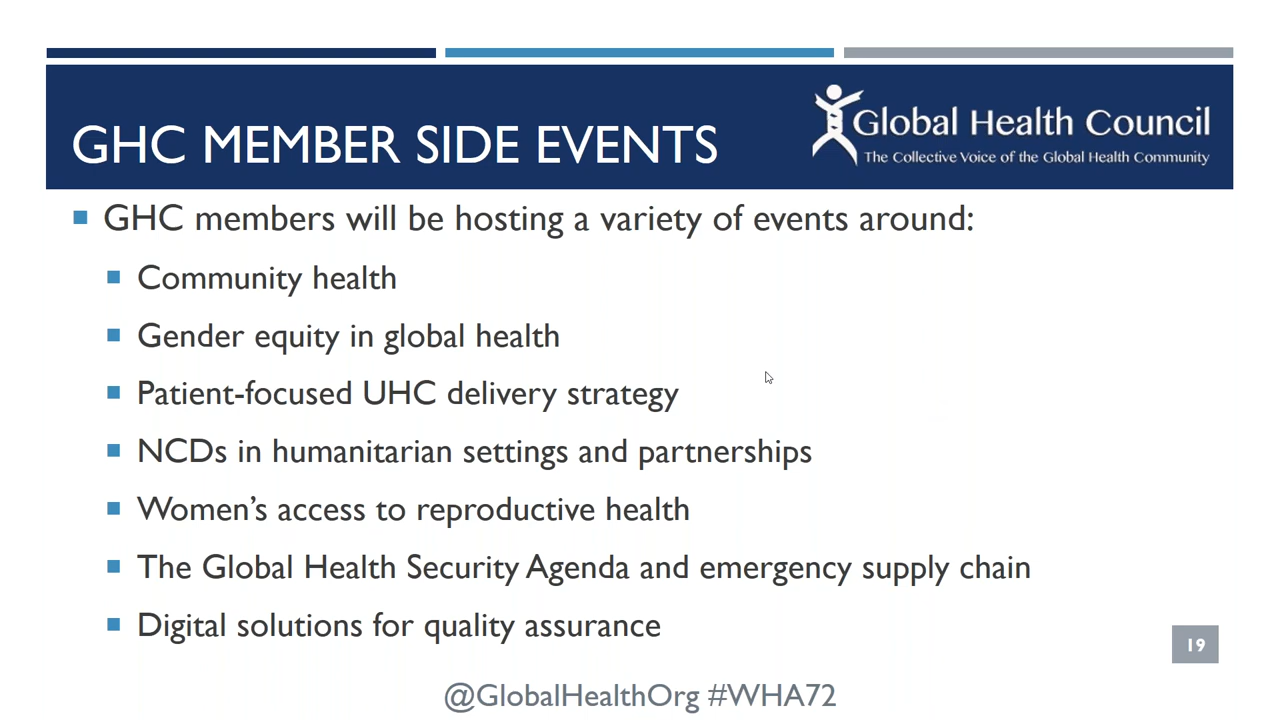 GHC MEMBER SIDE EVENTS
Global Health Council
The Collective Voice of the Global Health Community
GHC members will be hosting a variety of events around:
Community health
Gender equity in global health
Patient-focused UHC delivery strategy
NCDs in humanitarian settings and partnerships
Women’s access to reproductive health
The Global Health Security Agenda and emergency supply chain
Digital solutions for quality assurance
19
@GlobalHealthOrg #WHA72